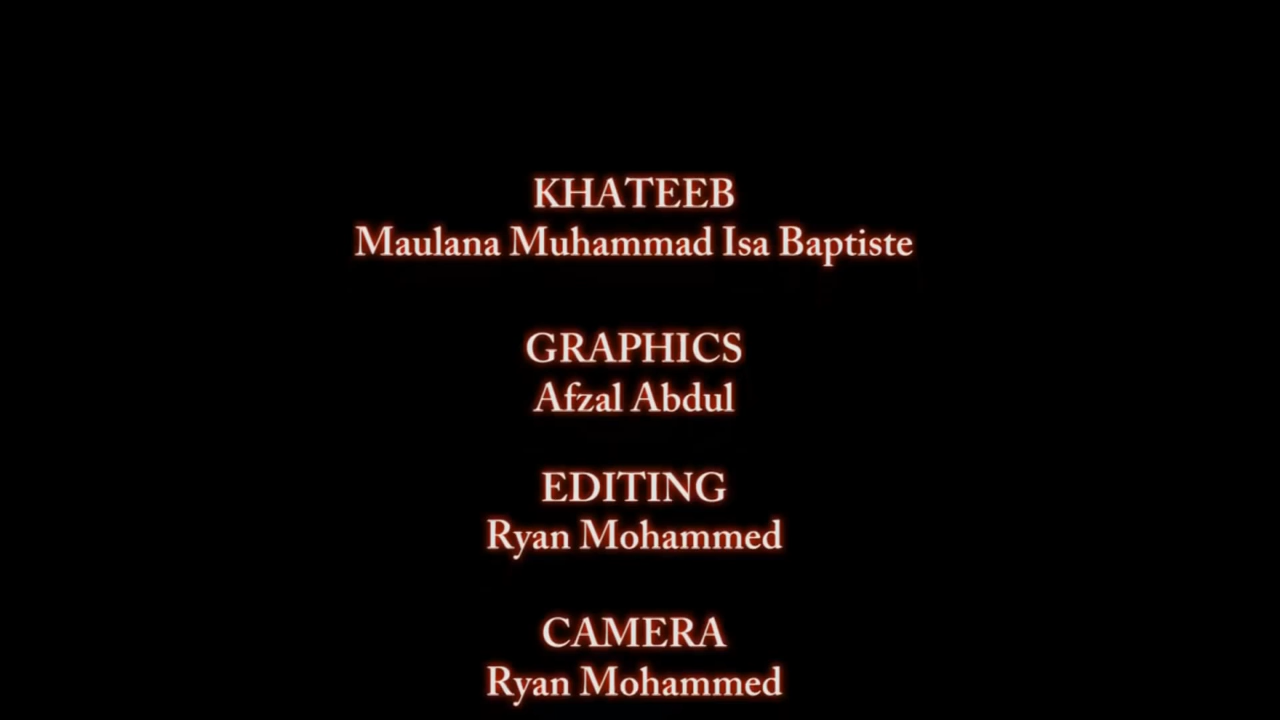 KHATEEB
Maulana Muhammad Isa Baptiste
GRAPHICS
Afzal Abdul
EDITING
Ryan Mohammed
CAMERA
Ryan Mohammed